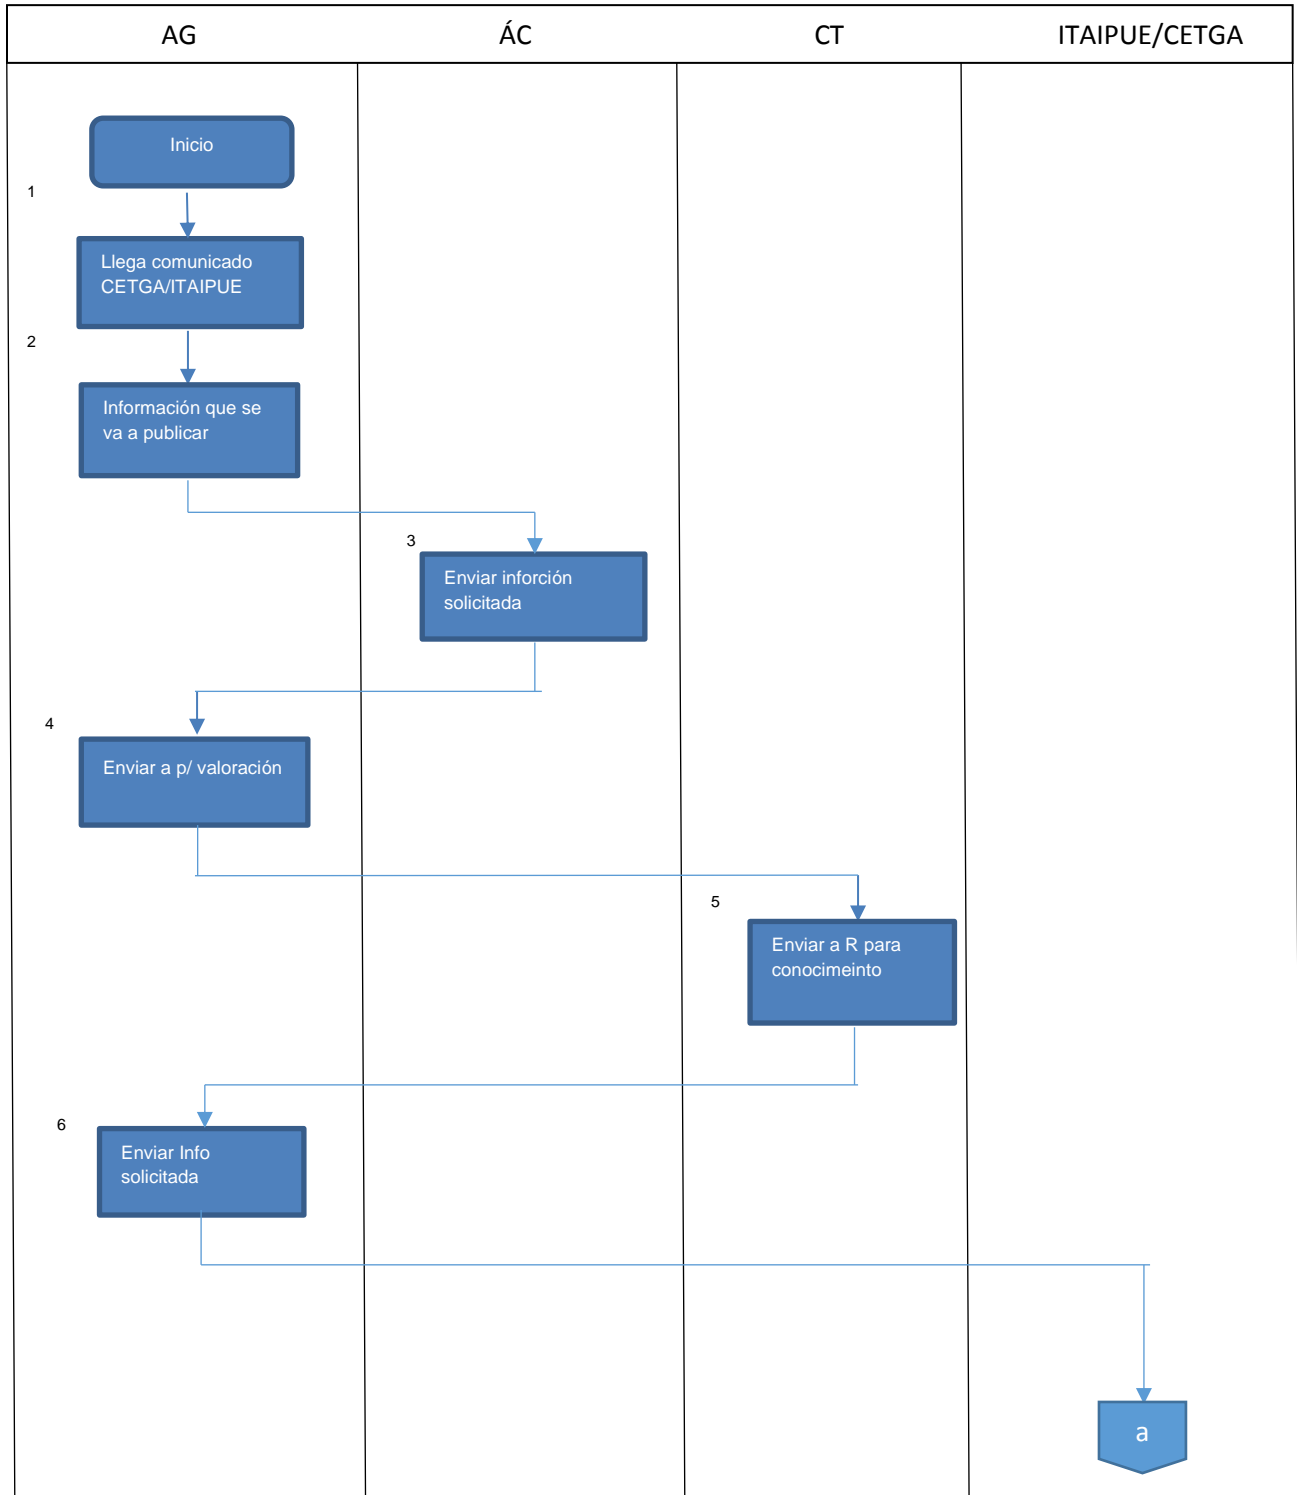 AG ÁC CT ITAIPUE/CETGA
Inicio
1
Llega comunicado
CETGA/ITAIPUE
2
Información que se
va a publicar
3
Enviar inforción
solicitada
4
Enviar a p/ valoración
5
Enviar a R para
conocimeinto
6
Enviar Info
solicitada
a